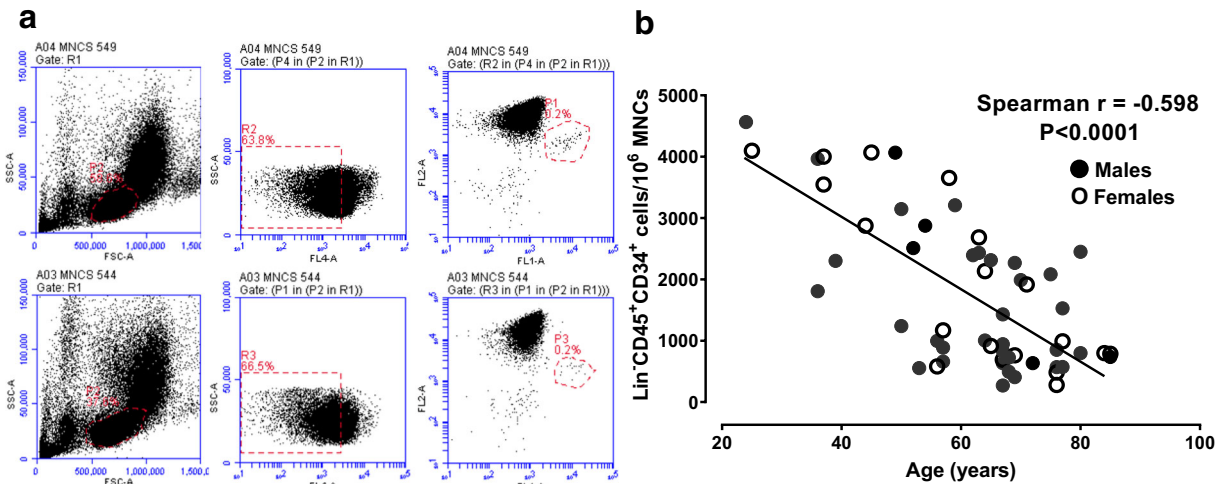 a
A04 MNCS 549
Gate: R1
150,000
100,000
50,000
0
SSC-A
0
500,000
1,000,000
1,500,
FSC-A
A04 MNCS 549
Gate: (P4 in (P2 in R1))
100,000
50,000
0
SSC-A
R2
63.8%
FL4-A
A04 MNCS 549
Gate: (R2 in (P4 in (P2 in R1)))
P1
0.2%
FL2-A
FL1-A
A03 MNCS 544
Gate: R1
150,000
100,000
50,000
0
SSC-A
0
500,000
1,000,000
1,500,
FSC-A
A03 MNCS 544
Gate: (P1 in (P2 in R1))
100,000
50,000
0
SSC-A
R3
66.5%
A03 MNCS 544
Gate: (R3 in (P1 in (P2 in R1)))
P3
0.2%
FL2-A
b
Lin⁻CD45⁺CD34⁺ cells/10⁶ MNCs
5000
4000
3000
2000
1000
0
20
40
60
80
100
Age (years)
Spearman r = -0.598
P<0.0001
Males
Females